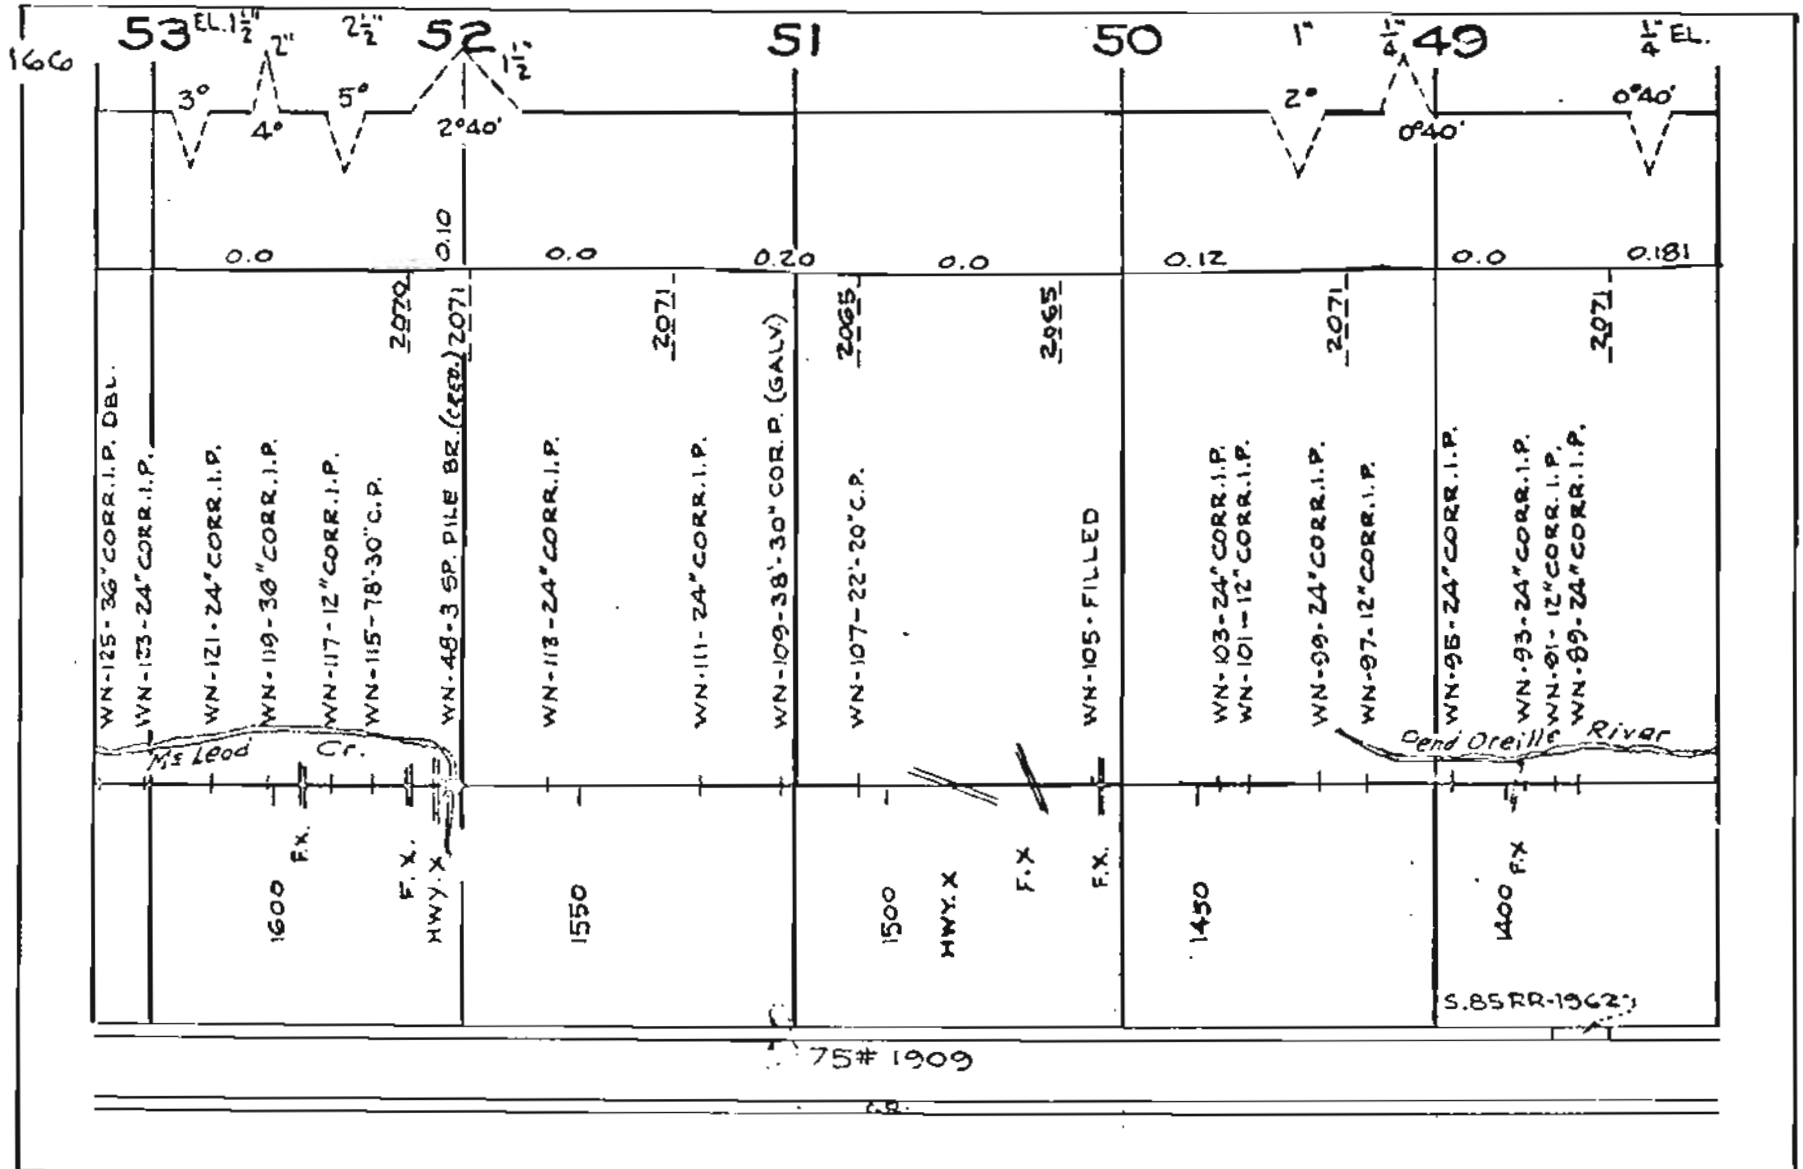 166
53 EL. 1½" 2" 2½" 52 1½" 51 50 1" ¼" 49 ¼" EL.
3° 4° 5° 2°40' 2° 0°40' 0°40'
0.0 0.10 0.0 0.20 0.0 0.12 0.0 0.181
2070 2071 2071 2065 2065 2071 2071
WN-125-36" CORR.I.P. DBL.
WN-123-24" CORR.I.P.
WN-121-24" CORR.I.P.
WN-119-30" CORR.I.P.
WN-117-12" CORR.I.P.
WN-115-78'-30" C.P.
WN-48-3 SP. PILE BR. (CREO.)
WN-113-24" CORR.I.P.
WN-111-24" CORR.I.P.
WN-109-38'-30" COR.P. (GALV.)
WN-107-22'-20" C.P.
WN-105-FILLED
WN-103-24" CORR.I.P.
WN-101-12" CORR.I.P.
WN-99-24" CORR.I.P.
WN-97-12" CORR.I.P.
WN-95-24" CORR.I.P.
WN-93-24" CORR.I.P.
WN-91-12" CORR.I.P.
WN-89-24" CORR.I.P.
Mc Leod Cr.
Pend Oreille River
1600
F.X.
F.X.
HWY.X
1550
1500
HWY.X
F.X
F.X.
1450
1400
F.X
S.85RR-1962
75# 1909